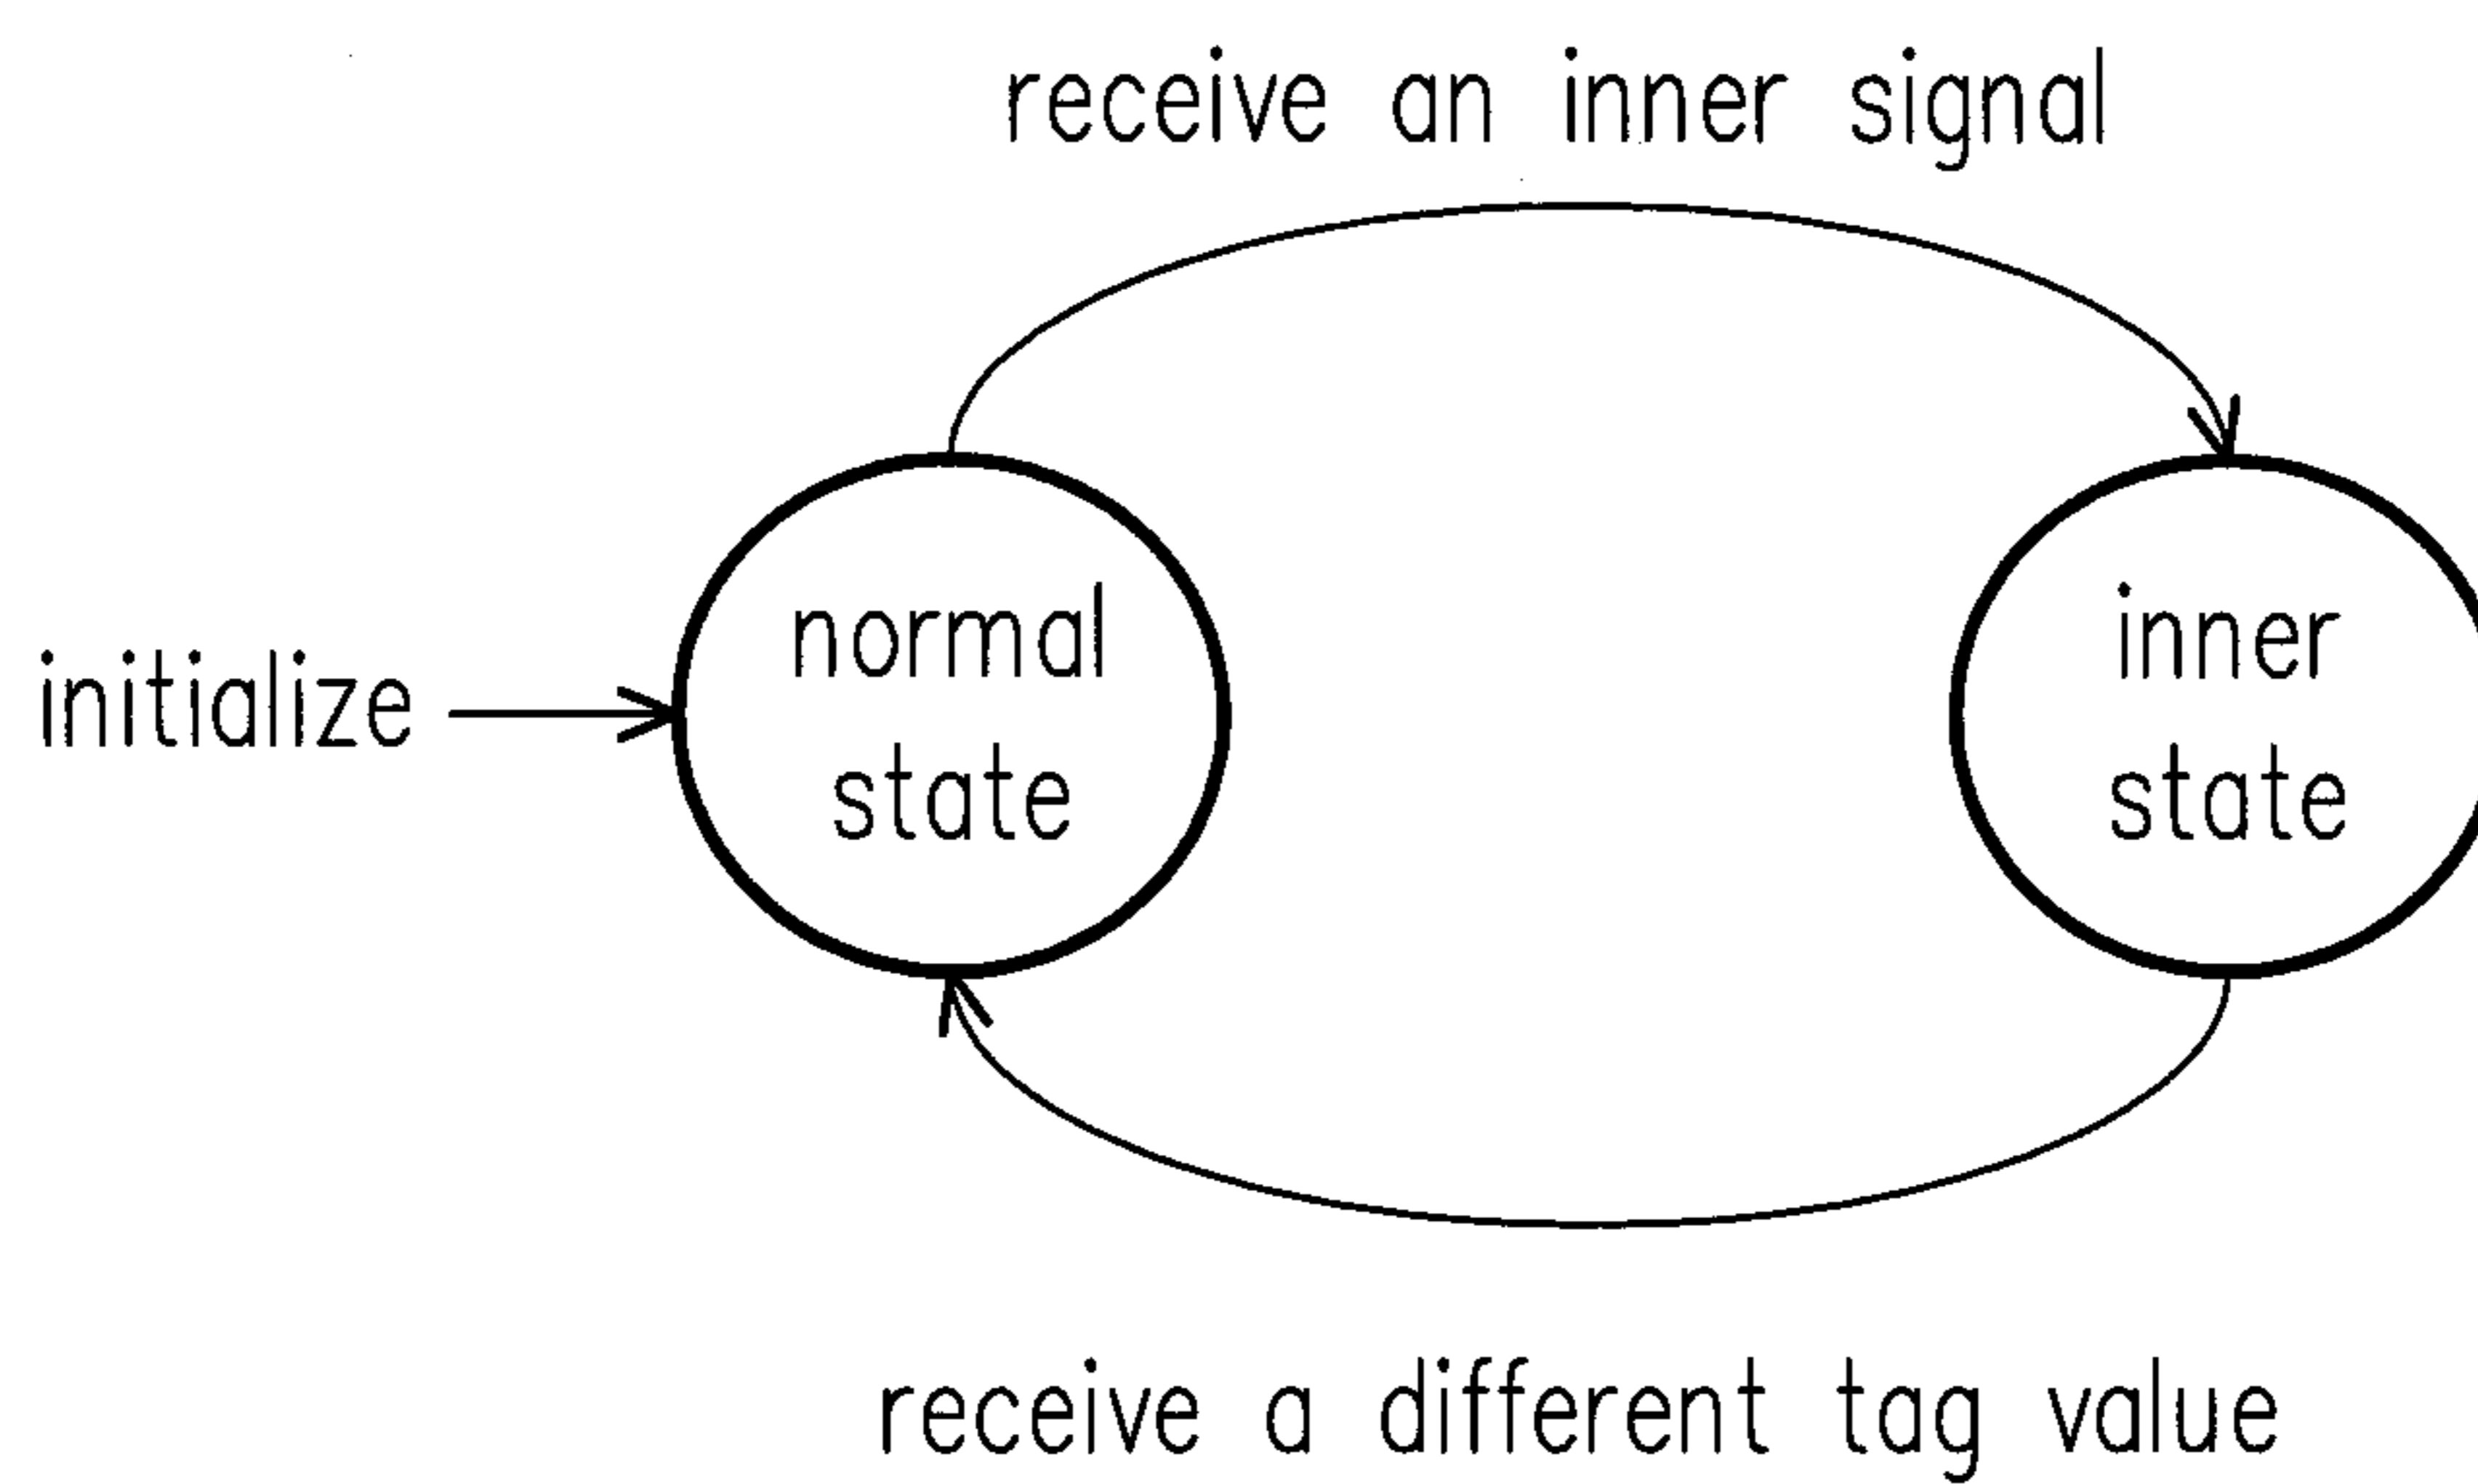 receive an inner signal
initialize
normal
state
inner
state
receive a different tag value